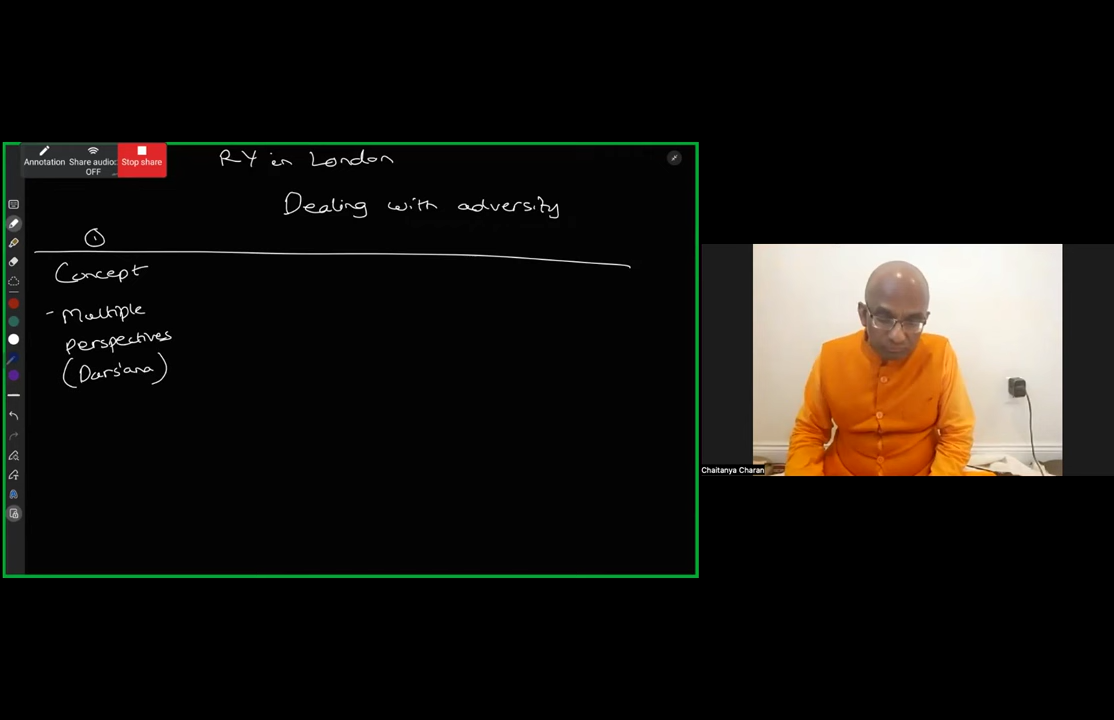 Annotation
Share audio:
OFF
Stop share
RY in London
Dealing with adversity
1
Concept
- Multiple
perspectives
(Darśana)
Chaitanya Charan